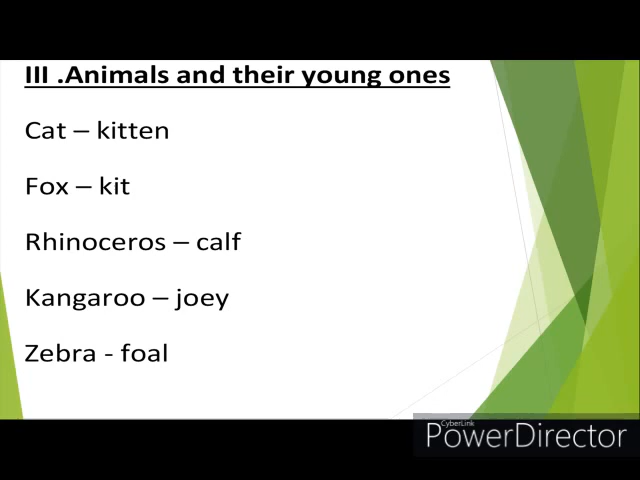 III .Animals and their young ones
Cat – kitten
Fox – kit
Rhinoceros – calf
Kangaroo – joey
Zebra - foal
CyberLink
PowerDirector